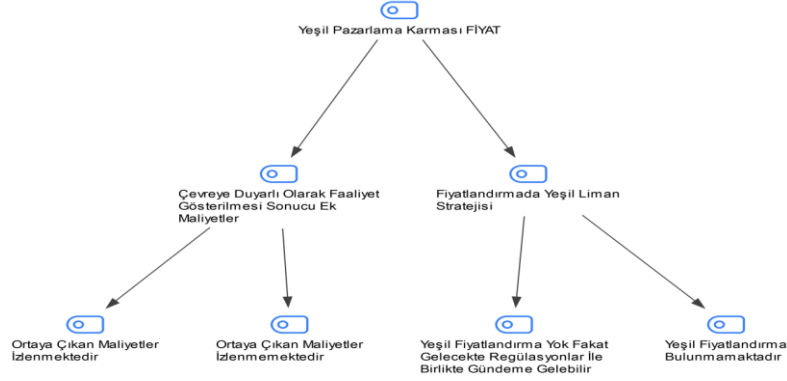 Yeşil Pazarlama Karması FİYAT
Çevreye Duyarlı Olarak Faaliyet
Gösterilmesi Sonucu Ek
Maliyetler
Fiyatlandırmada Yeşil Liman
Stratejisi
Ortaya Çıkan Maliyetler
İzlenmektedir
Ortaya Çıkan Maliyetler
İzlenmemektedir
Yeşil Fiyatlandırma Yok Fakat
Gelecekte Regülasyonlar İle
Birlikte Gündeme Gelebilir
Yeşil Fiyatlandırma
Bulunmamaktadır